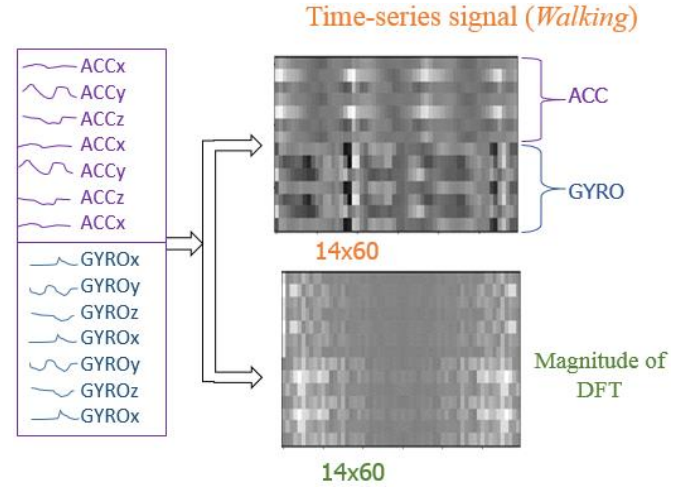 Time-series signal (Walking)
ACCx
ACCy
ACCz
ACCx
ACCy
ACCz
ACCx
GYROx
GYROy
GYROz
GYROx
GYROy
GYROz
GYROx
ACC
GYRO
14x60
Magnitude of
DFT
14x60